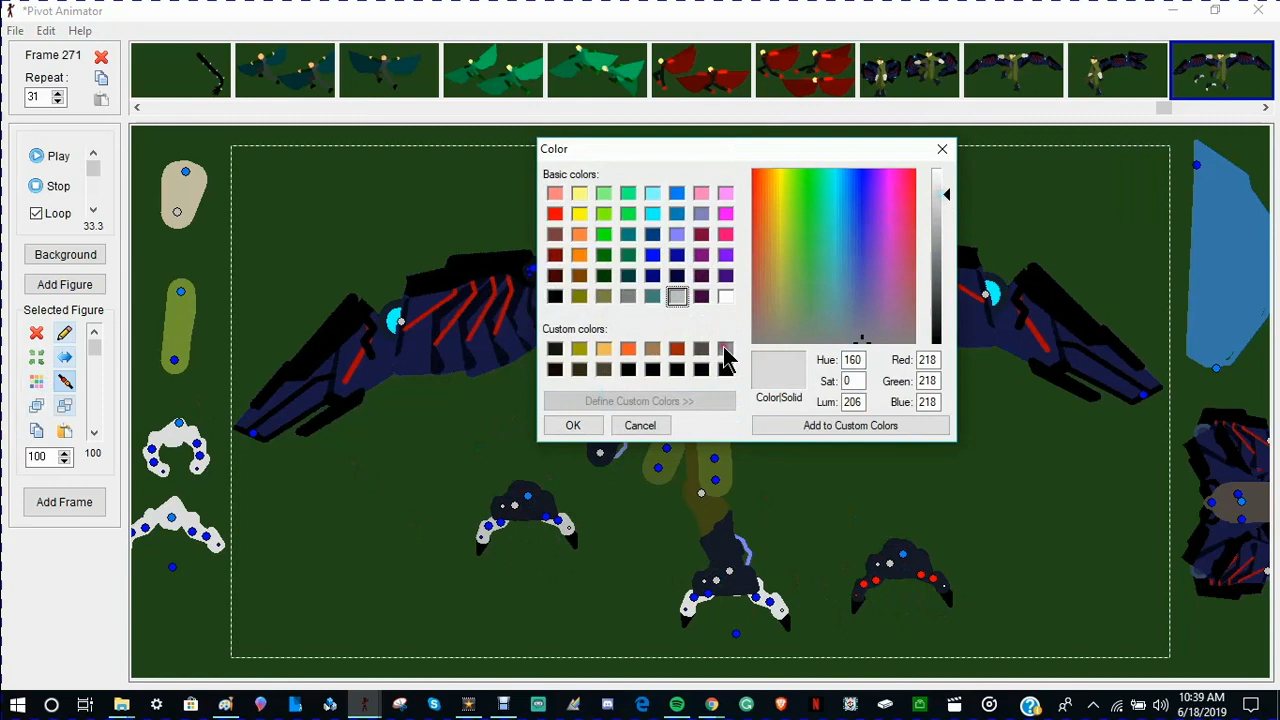 *Pivot Animator
File Edit Help
Frame 271
Repeat:
31
Play
Stop
Loop
33.3
Background
Add Figure
Selected Figure
100
100
Add Frame
Color
Basic colors:
Custom colors:
Define Custom Colors >>
OK Cancel
Color|Solid
Hue: 160 Red: 218
Sat: 0 Green: 218
Lum: 206 Blue: 218
Add to Custom Colors
10:39 AM
6/18/2019